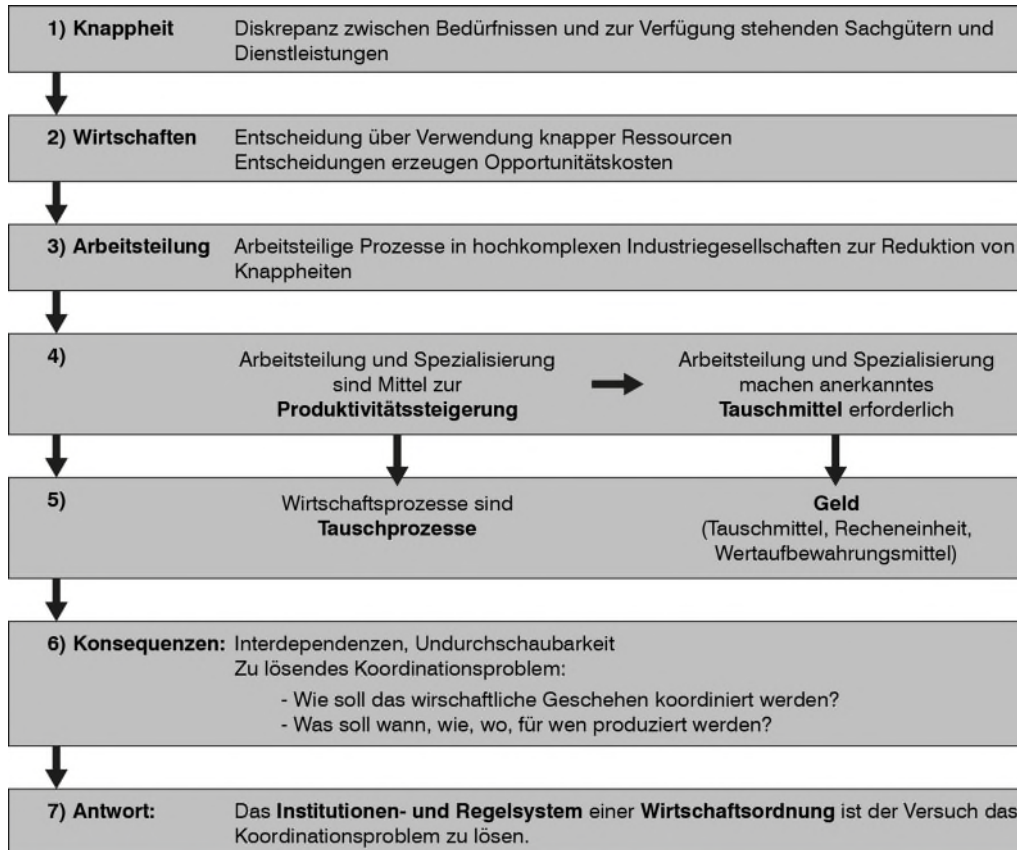 1) Knappheit Diskrepanz zwischen Bedürfnissen und zur Verfügung stehenden Sachgütern und
Dienstleistungen
2) Wirtschaften Entscheidung über Verwendung knapper Ressourcen
Entscheidungen erzeugen Opportunitätskosten
3) Arbeitsteilung Arbeitsteilige Prozesse in hochkomplexen Industriegesellschaften zur Reduktion von
Knappheiten
4)
Arbeitsteilung und Spezialisierung
sind Mittel zur
Produktivitätssteigerung
Arbeitsteilung und Spezialisierung
machen anerkanntes
Tauschmittel erforderlich
5)
Wirtschaftsprozesse sind
Tauschprozesse
Geld
(Tauschmittel, Recheneinheit,
Wertaufbewahrungsmittel)
6) Konsequenzen: Interdependenzen, Undurchschaubarkeit
Zu lösendes Koordinationsproblem:
- Wie soll das wirschaftliche Geschehen koordiniert werden?
- Was soll wann, wie, wo, für wen produziert werden?
7) Antwort: Das Institutionen- und Regelsystem einer Wirtschaftsordnung ist der Versuch das
Koordinationsproblem zu lösen.